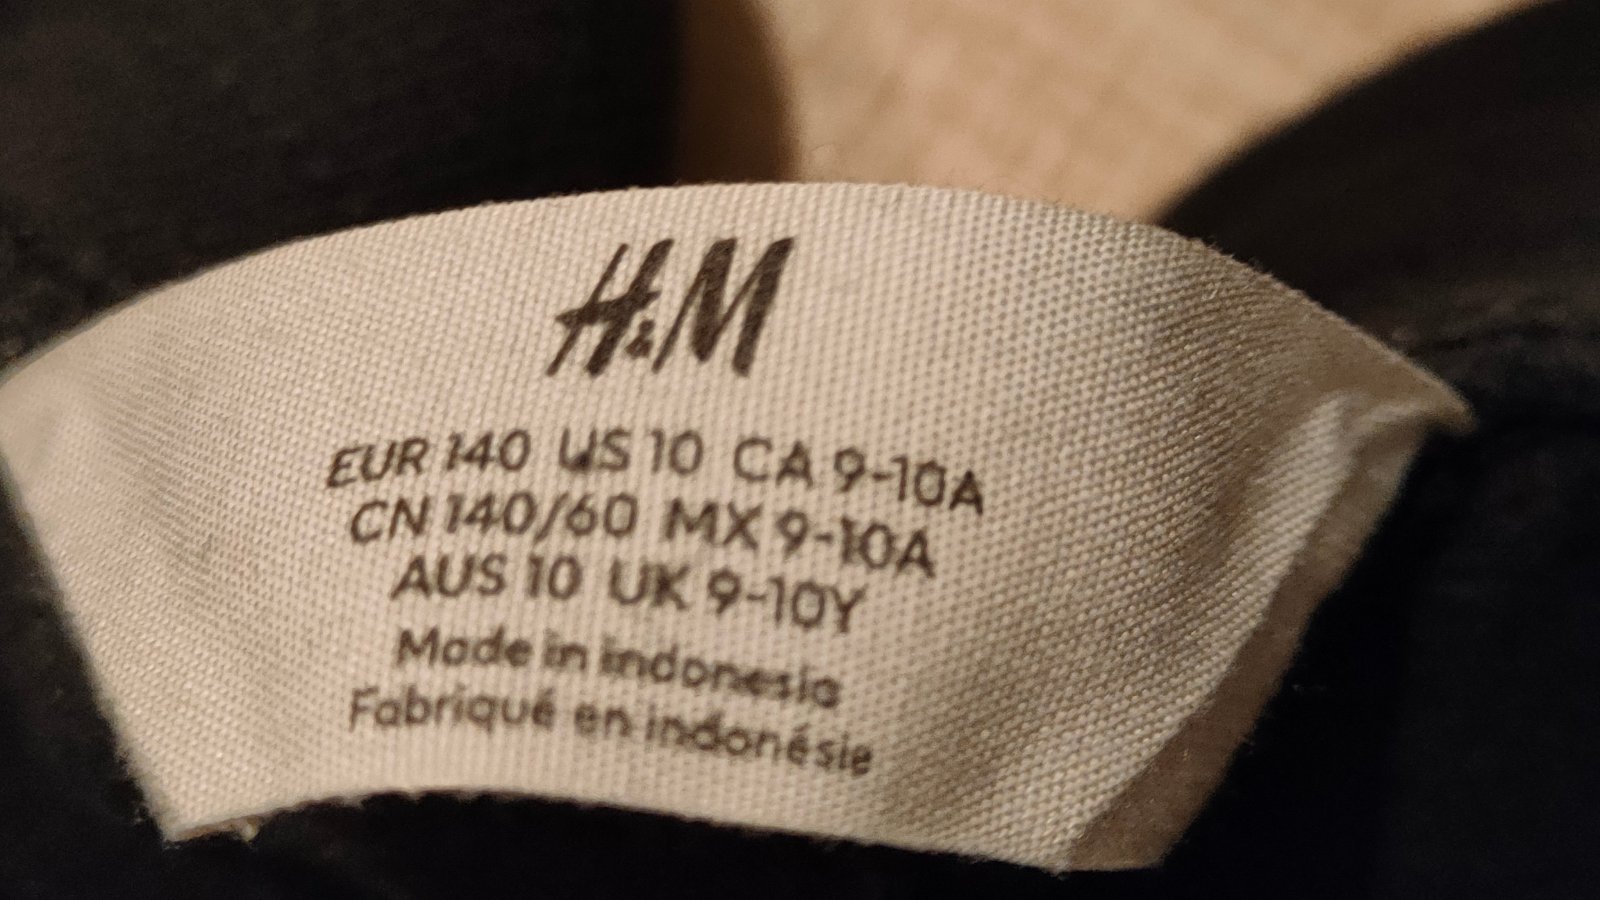 H&M
EUR 140 US 10 CA 9-10A
CN 140/60 MX 9-10A
AUS 10 UK 9-10Y
Made in indonesia
Fabriqué en indonésie